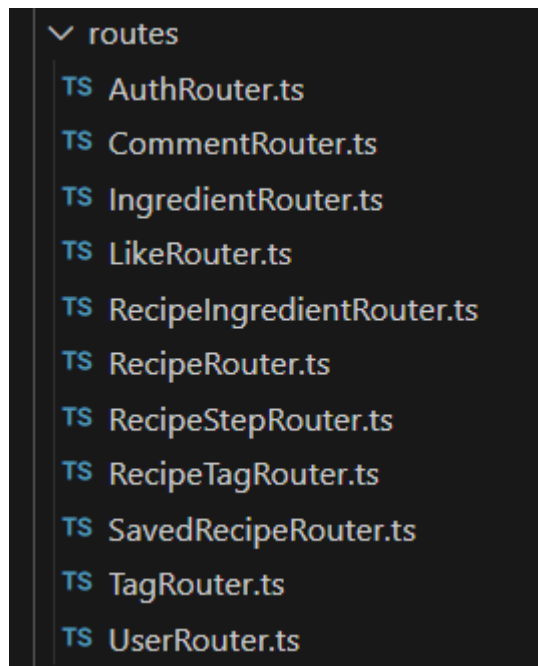 routes
TS AuthRouter.ts
TS CommentRouter.ts
TS IngredientRouter.ts
TS LikeRouter.ts
TS RecipeIngredientRouter.ts
TS RecipeRouter.ts
TS RecipeStepRouter.ts
TS RecipeTagRouter.ts
TS SavedRecipeRouter.ts
TS TagRouter.ts
TS UserRouter.ts